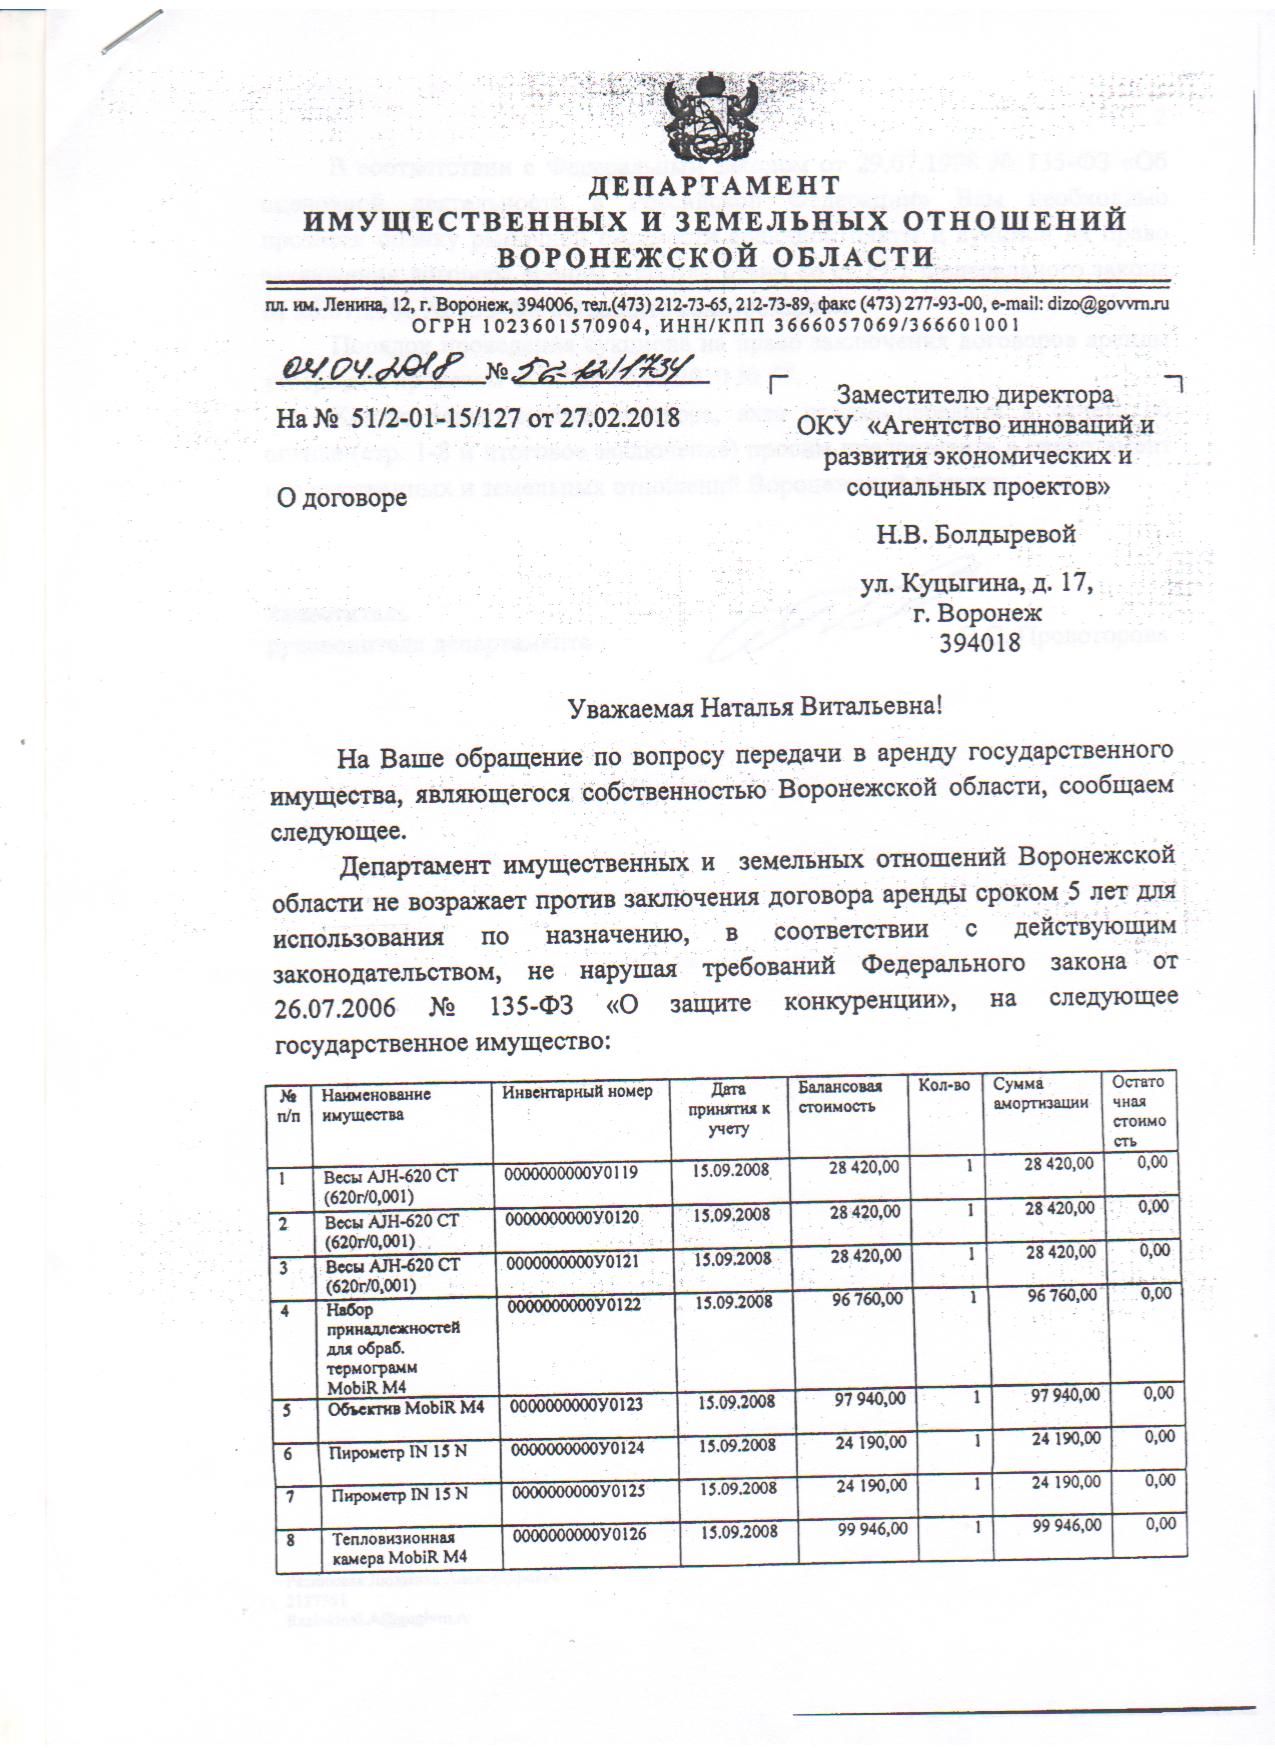 ДЕПАРТАМЕНТ
ИМУЩЕСТВЕННЫХ И ЗЕМЕЛЬНЫХ ОТНОШЕНИЙ
ВОРОНЕЖСКОЙ ОБЛАСТИ
пл. им. Ленина, 12, г. Воронеж, 394006, тел.(473) 212-73-65, 212-73-89, факс (473) 277-93-00, e-mail: dizo@govvrn.ru
ОГРН 1023601570904, ИНН/КПП 3666057069/366601001
04.04.2018 № 52-12/1734
На № 51/2-01-15/127 от 27.02.2018
О договоре
Заместителю директора
ОКУ «Агентство инноваций и
развития экономических и
социальных проектов»
Н.В. Болдыревой
ул. Куцыгина, д. 17,
г. Воронеж
394018
Уважаемая Наталья Витальевна!
На Ваше обращение по вопросу передачи в аренду государственного
имущества, являющегося собственностью Воронежской области, сообщаем
следующее.
Департамент имущественных и земельных отношений Воронежской
области не возражает против заключения договора аренды сроком 5 лет для
использования по назначению, в соответствии с действующим
законодательством, не нарушая требований Федерального закона от
26.07.2006 № 135-ФЗ «О защите конкуренции», на следующее
государственное имущество:
№ п/п Наименование имущества Инвентарный номер Дата принятия к учету Балансовая стоимость Кол-во Сумма амортизации Остато чная стоимо сть
1 Весы AJH-620 CT (620г/0,001) 0000000000У0119 15.09.2008 28 420,00 1 28 420,00 0,00
2 Весы AJH-620 CT (620г/0,001) 0000000000У0120 15.09.2008 28 420,00 1 28 420,00 0,00
3 Весы AJH-620 CT (620г/0,001) 0000000000У0121 15.09.2008 28 420,00 1 28 420,00 0,00
4 Набор принадлежностей для обраб. термограмм MobiR M4 0000000000У0122 15.09.2008 96 760,00 1 96 760,00 0,00
5 Объектив MobiR M4 0000000000У0123 15.09.2008 97 940,00 1 97 940,00 0,00
6 Пирометр IN 15 N 0000000000У0124 15.09.2008 24 190,00 1 24 190,00 0,00
7 Пирометр IN 15 N 0000000000У0125 15.09.2008 24 190,00 1 24 190,00 0,00
8 Тепловизионная камера MobiR M4 0000000000У0126 15.09.2008 99 946,00 1 99 946,00 0,00